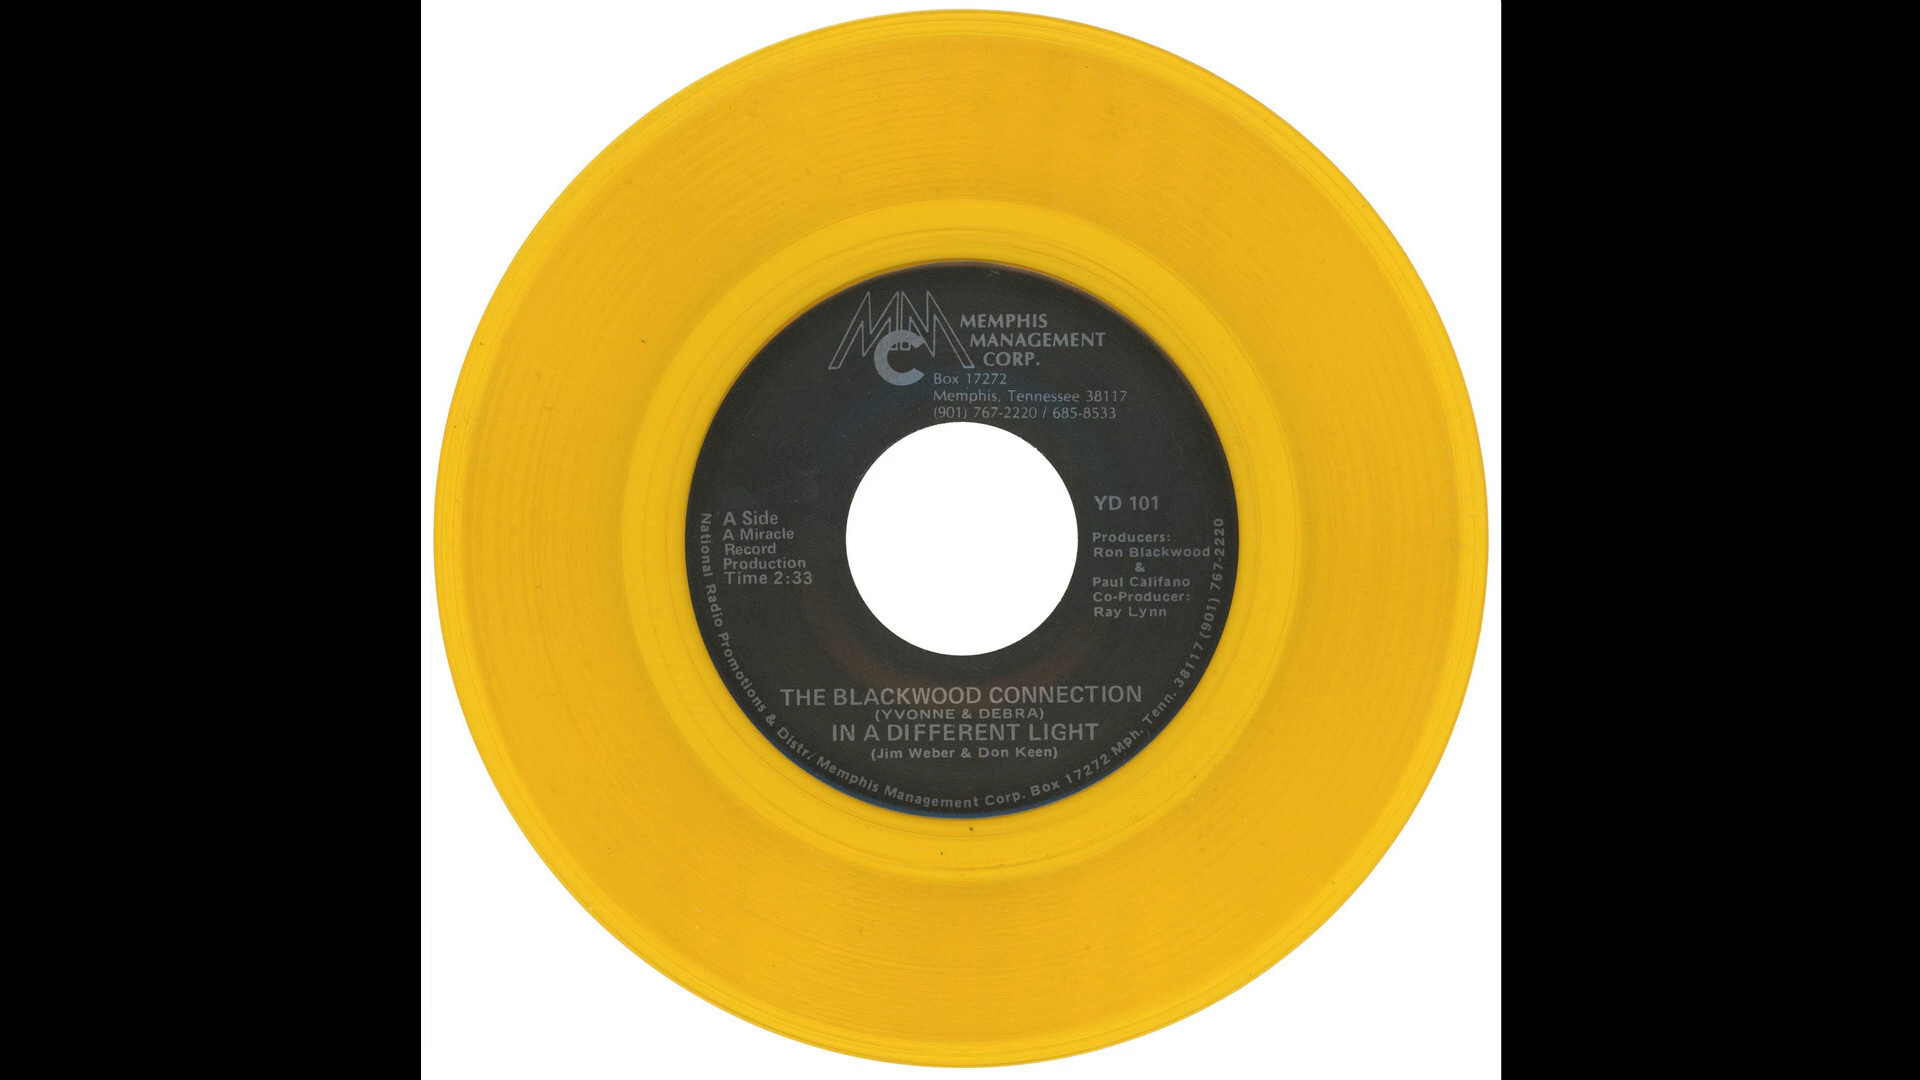 MMC
MEMPHIS
MANAGEMENT
CORP.
Box 17272
Memphis, Tennessee 38117
(901) 767-2220 / 685-8533
A Side
A Miracle
Record
Production
Time 2:33
YD 101
Producers:
Ron Blackwood
&
Paul Califano
Co-Producer:
Ray Lynn
THE BLACKWOOD CONNECTION
(YVONNE & DEBRA)
IN A DIFFERENT LIGHT
(Jim Weber & Don Keen)
National Radio Promotions & Distr/ Memphis Management Corp. Box 17272 Mph. Tenn. 38117 (901) 767-2220